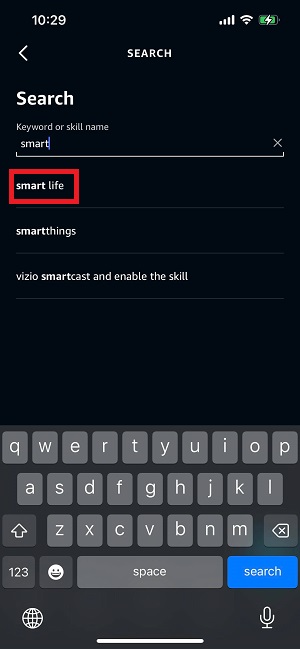 10:29
SEARCH
Search
Keyword or skill name
smart
smart life
smartthings
vizio smartcast and enable the skill
q w e r t y u i o p
a s d f g h j k l
z x c v b n m
123 space search